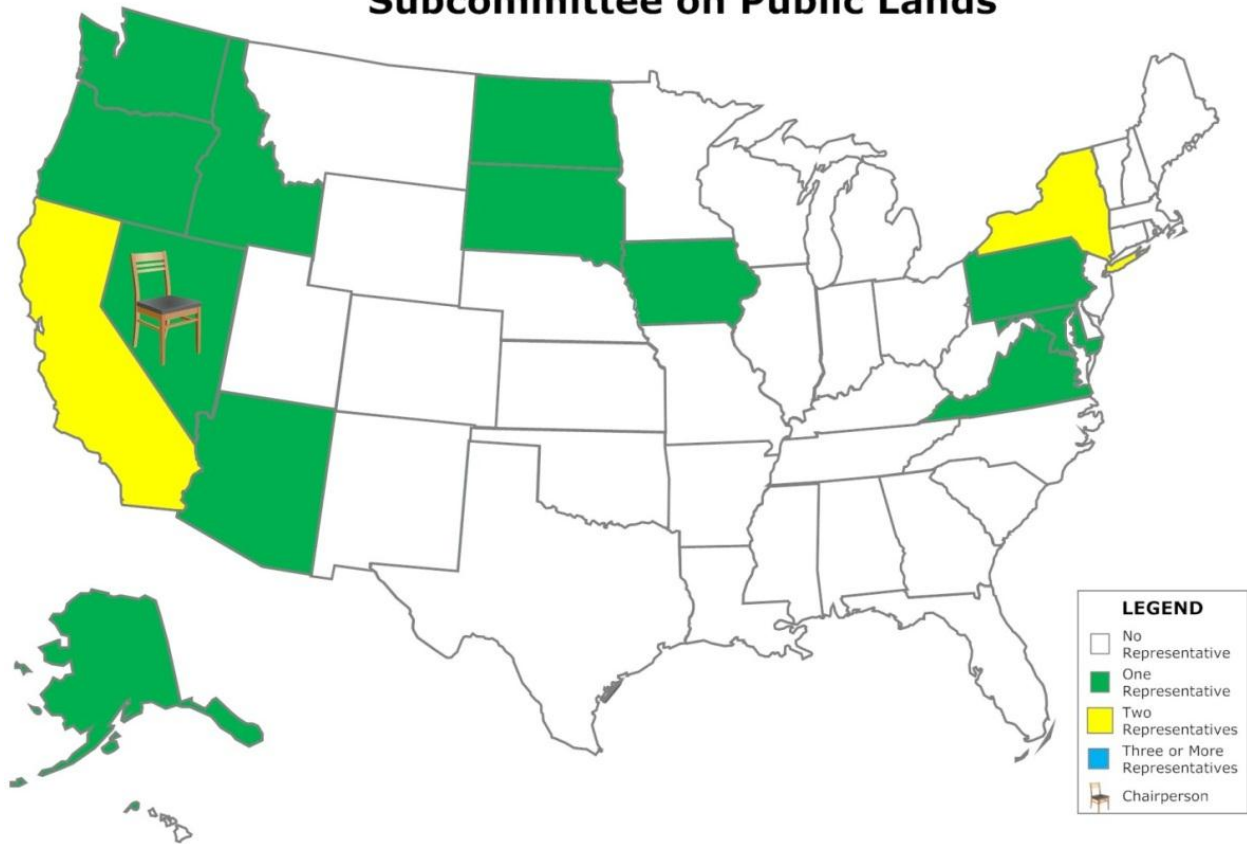 Subcommittee on Public Lands
LEGEND
No
Representative
One
Representative
Two
Representatives
Three or More
Representatives
Chairperson